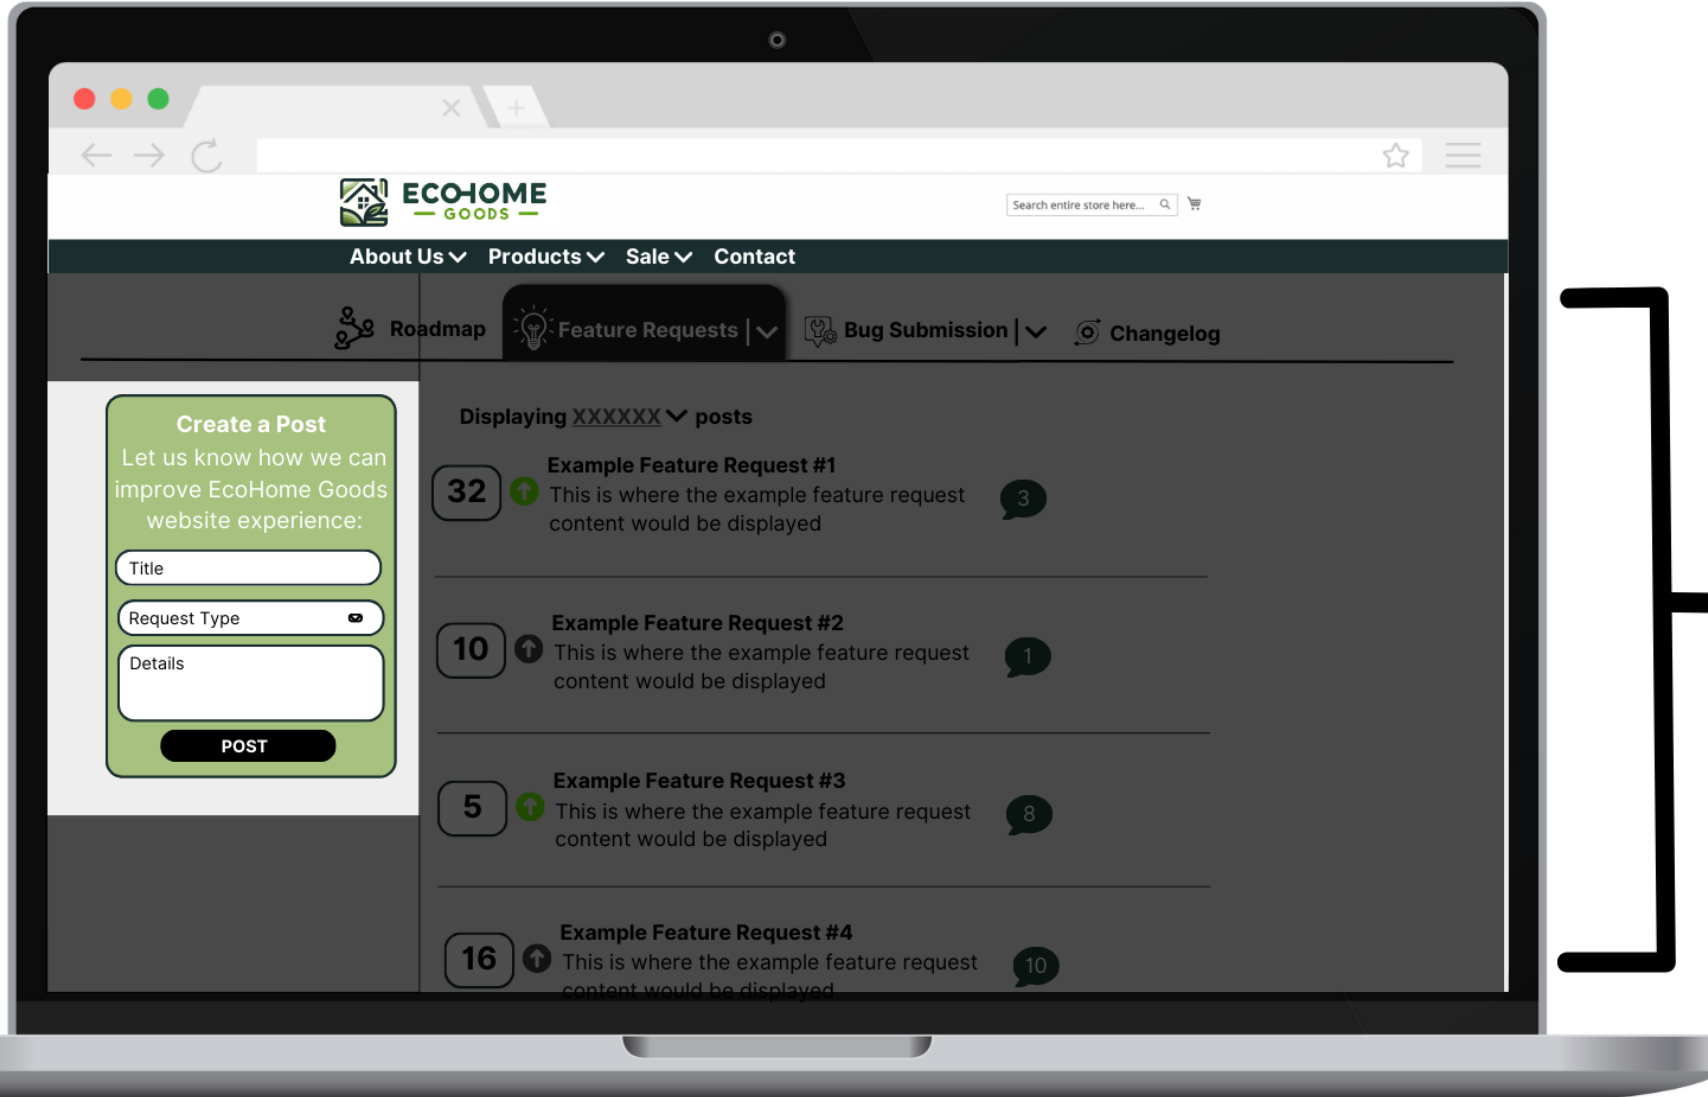 ECOHOME
GOODS
Search entire store here...
About Us Products Sale Contact
Roadmap Feature Requests Bug Submission Changelog
Create a Post
Let us know how we can
improve EcoHome Goods
website experience:
Title
Request Type
Details
POST
Displaying XXXXXX posts
32
Example Feature Request #1
This is where the example feature request
content would be displayed
3
10
Example Feature Request #2
This is where the example feature request
content would be displayed
1
5
Example Feature Request #3
This is where the example feature request
content would be displayed
8
16
Example Feature Request #4
This is where the example feature request
content would be displayed
10